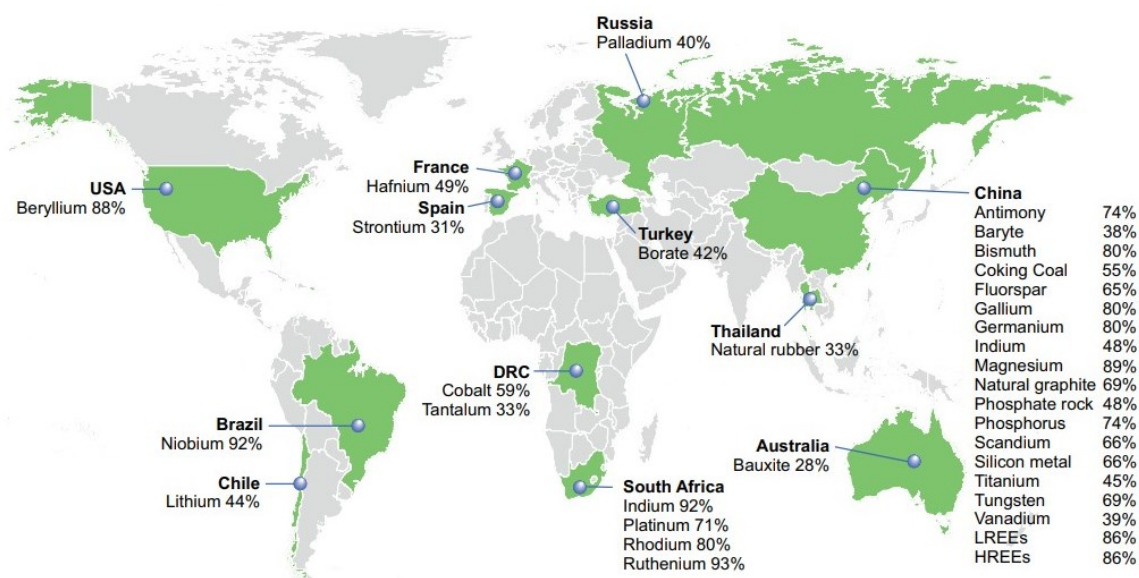 Russia
Palladium 40%
France
Hafnium 49%
Spain
Strontium 31%
USA
Beryllium 88%
Turkey
Borate 42%
Thailand
Natural rubber 33%
DRC
Cobalt 59%
Tantalum 33%
Brazil
Niobium 92%
Chile
Lithium 44%
South Africa
Indium 92%
Platinum 71%
Rhodium 80%
Ruthenium 93%
Australia
Bauxite 28%
China
Antimony 74%
Baryte 38%
Bismuth 80%
Coking Coal 55%
Fluorspar 65%
Gallium 80%
Germanium 80%
Indium 48%
Magnesium 89%
Natural graphite 69%
Phosphate rock 48%
Phosphorus 74%
Scandium 66%
Silicon metal 66%
Titanium 45%
Tungsten 69%
Vanadium 39%
LREEs 86%
HREEs 86%